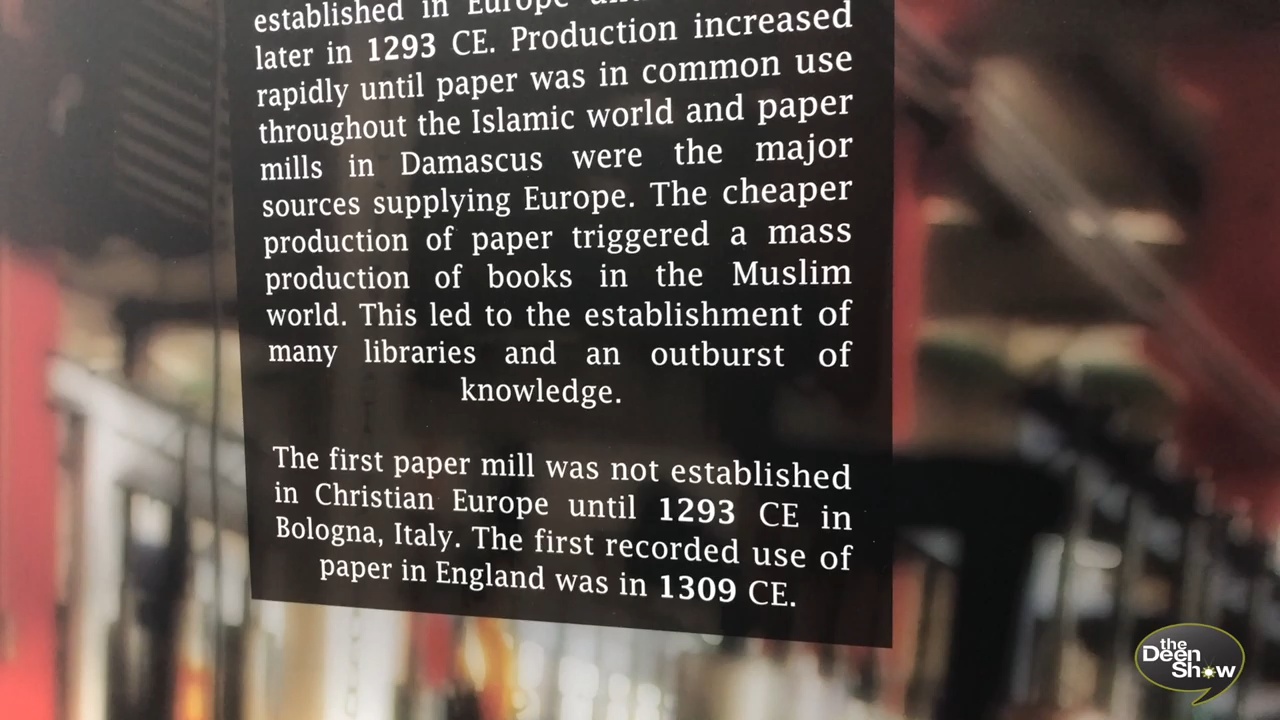 established in Europe
later in 1293 CE. Production increased
rapidly until paper was in common use
throughout the Islamic world and paper
mills in Damascus were the major
sources supplying Europe. The cheaper
production of paper triggered a mass
production of books in the Muslim
world. This led to the establishment of
many libraries and an outburst of
knowledge.
The first paper mill was not established
in Christian Europe until 1293 CE in
Bologna, Italy. The first recorded use of
paper in England was in 1309 CE.
the
Deen
Show